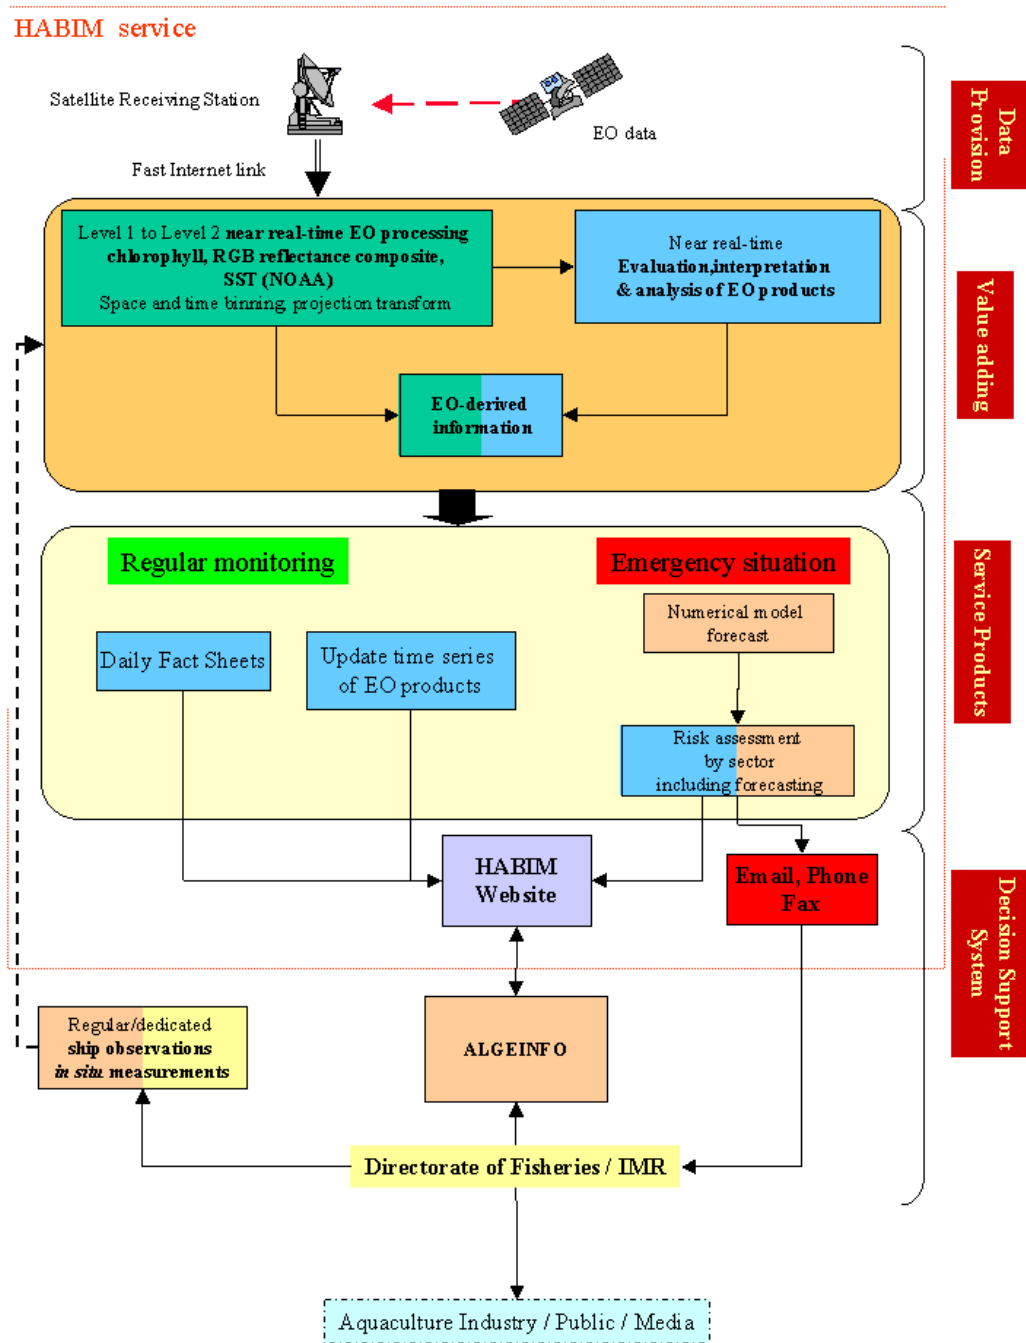 HABIM service
Satellite Receiving Station
EO data
Fast Internet link
Data
Provision
Level 1 to Level 2 near real-time EO processing
chlorophyll, RGB reflectance composite,
SST (NOAA)
Space and time binning, projection transform
Near real-time
Evaluation,interpretation
& analysis of EO products
EO-derived
information
Value adding
Regular monitoring
Emergency situation
Numerical model
forecast
Daily Fact Sheets
Update time series
of EO products
Risk assessment
by sector
including forecasting
Service Products
HABIM
Website
Email, Phone
Fax
Decision Support
System
Regular/dedicated
ship observations
in situ measurements
ALGEINFO
Directorate of Fisheries / IMR
Aquaculture Industry / Public / Media